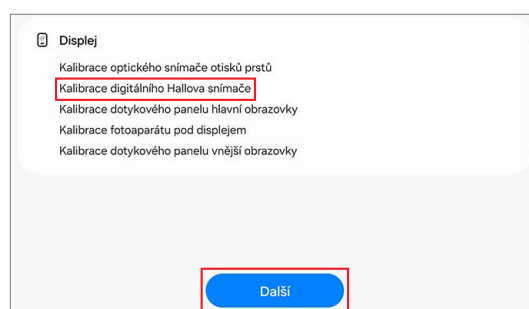 Displej
Kalibrace optického snímače otisků prstů
Kalibrace digitálního Hallova snímače
Kalibrace dotykového panelu hlavní obrazovky
Kalibrace fotoaparátu pod displejem
Kalibrace dotykového panelu vnější obrazovky
Další